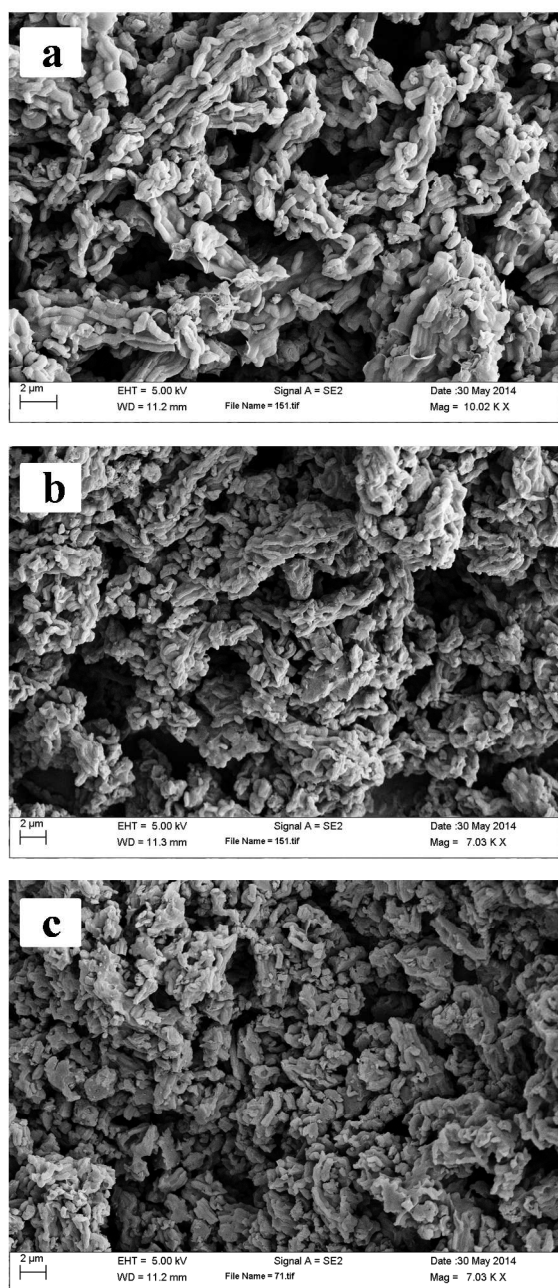 a
2 µm
EHT = 5.00 kV
Signal A = SE2
Date :30 May 2014
WD = 11.2 mm
File Name = 151.tif
Mag = 10.02 K X
b
2 µm
EHT = 5.00 kV
Signal A = SE2
Date :30 May 2014
WD = 11.3 mm
File Name = 151.tif
Mag = 7.03 K X
c
2 µm
EHT = 5.00 kV
Signal A = SE2
Date :30 May 2014
WD = 11.2 mm
File Name = 71.tif
Mag = 7.03 K X